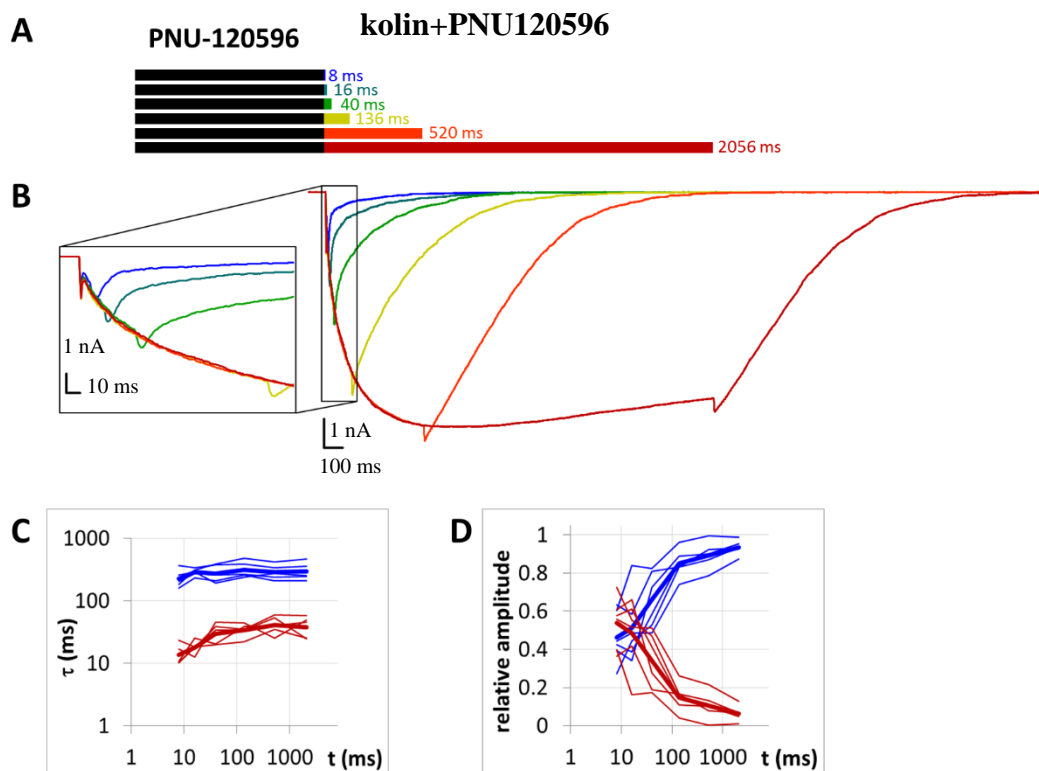 A
PNU-120596
kolin+PNU120596
8 ms
16 ms
40 ms
136 ms
520 ms
2056 ms
B
1 nA
10 ms
1 nA
100 ms
C
τ (ms)
1000
100
10
1
1 10 100 1000 t (ms)
D
relative amplitude
1
0.8
0.6
0.4
0.2
0
1 10 100 1000 t (ms)